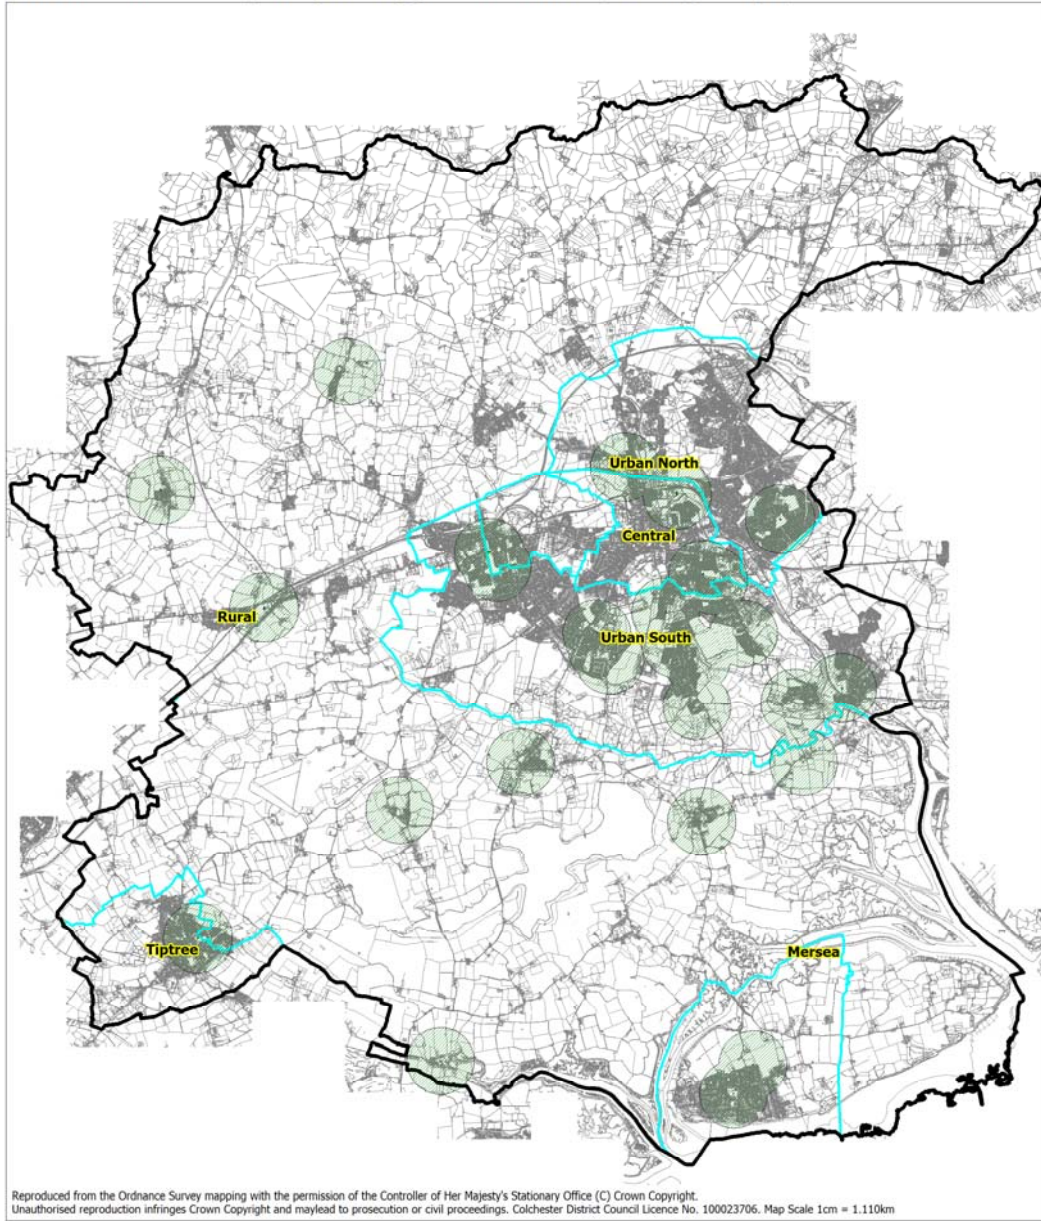 Urban North
Central
Rural
Urban South
Tiptree
Mersea
Reproduced from the Ordnance Survey mapping with the permission of the Controller of Her Majesty's Stationary Office (C) Crown Copyright.
Unauthorised reproduction infringes Crown Copyright and maylead to prosecution or civil proceedings. Colchester District Council Licence No. 100023706. Map Scale 1cm = 1.110km